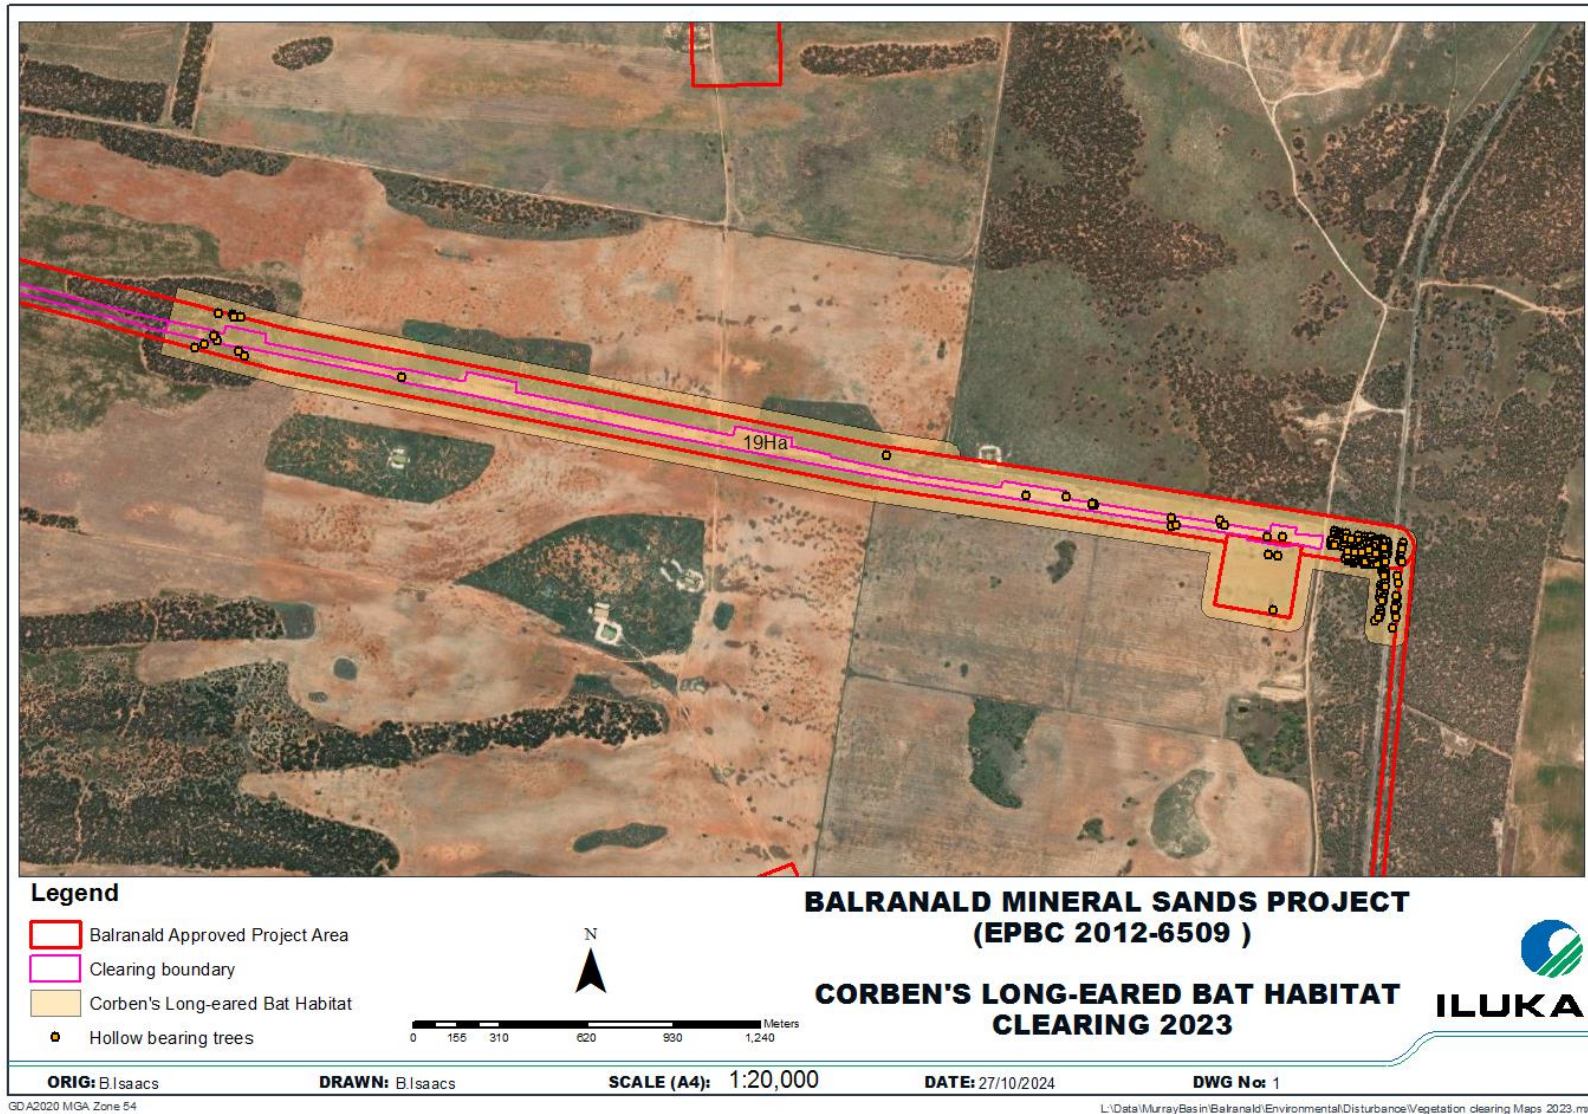 19Ha
Legend
Balranald Approved Project Area
Clearing boundary
Corben's Long-eared Bat Habitat
Hollow bearing trees
N
Meters
0 155 310 620 930 1,240
BALRANALD MINERAL SANDS PROJECT
(EPBC 2012-6509 )
CORBEN'S LONG-EARED BAT HABITAT
CLEARING 2023
ILUKA
ORIG: B.Isaacs DRAWN: B.Isaacs SCALE (A4): 1:20,000 DATE: 27/10/2024 DWG No: 1
GDA2020 MGA Zone 54
L:\Data\MurrayBasin\Balranald\Environmental\Disturbance\Vegetation clearing Maps 2023.m